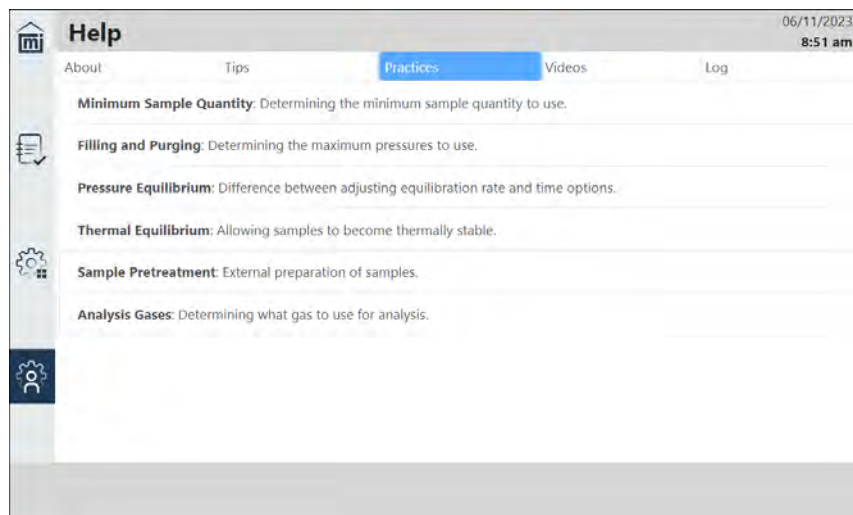 mi
Help
06/11/2023
8:51 am
About Tips Practices Videos Log
Minimum Sample Quantity: Determining the minimum sample quantity to use.
Filling and Purging: Determining the maximum pressures to use.
Pressure Equilibrium: Difference between adjusting equilibration rate and time options.
Thermal Equilibrium: Allowing samples to become thermally stable.
Sample Pretreatment: External preparation of samples.
Analysis Gases: Determining what gas to use for analysis.